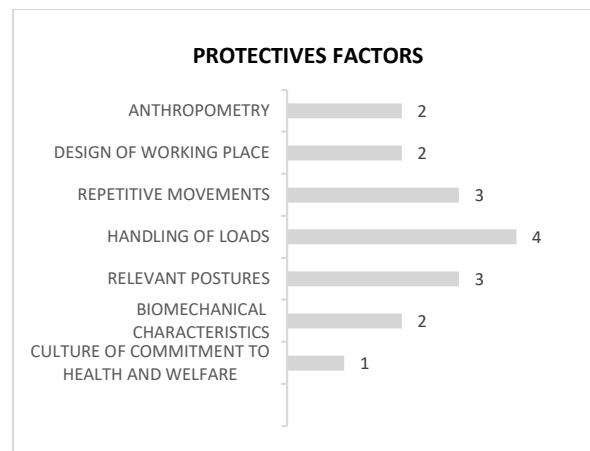 PROTECTIVES FACTORS
ANTHROPOMETRY 2
DESIGN OF WORKING PLACE 2
REPETITIVE MOVEMENTS 3
HANDLING OF LOADS 4
RELEVANT POSTURES 3
BIOMECHANICAL
CHARACTERISTICS 2
CULTURE OF COMMITMENT TO
HEALTH AND WELFARE 1